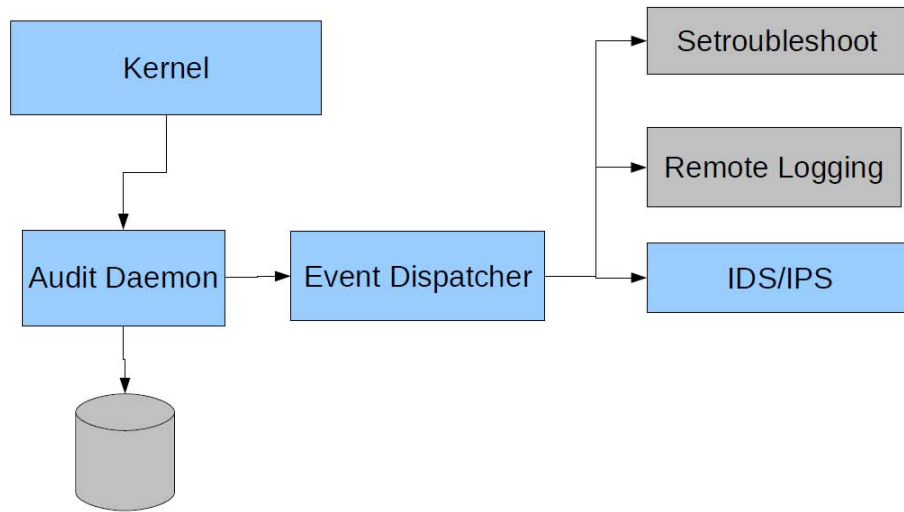 Kernel
Setroubleshoot
Remote Logging
Audit Daemon
Event Dispatcher
IDS/IPS